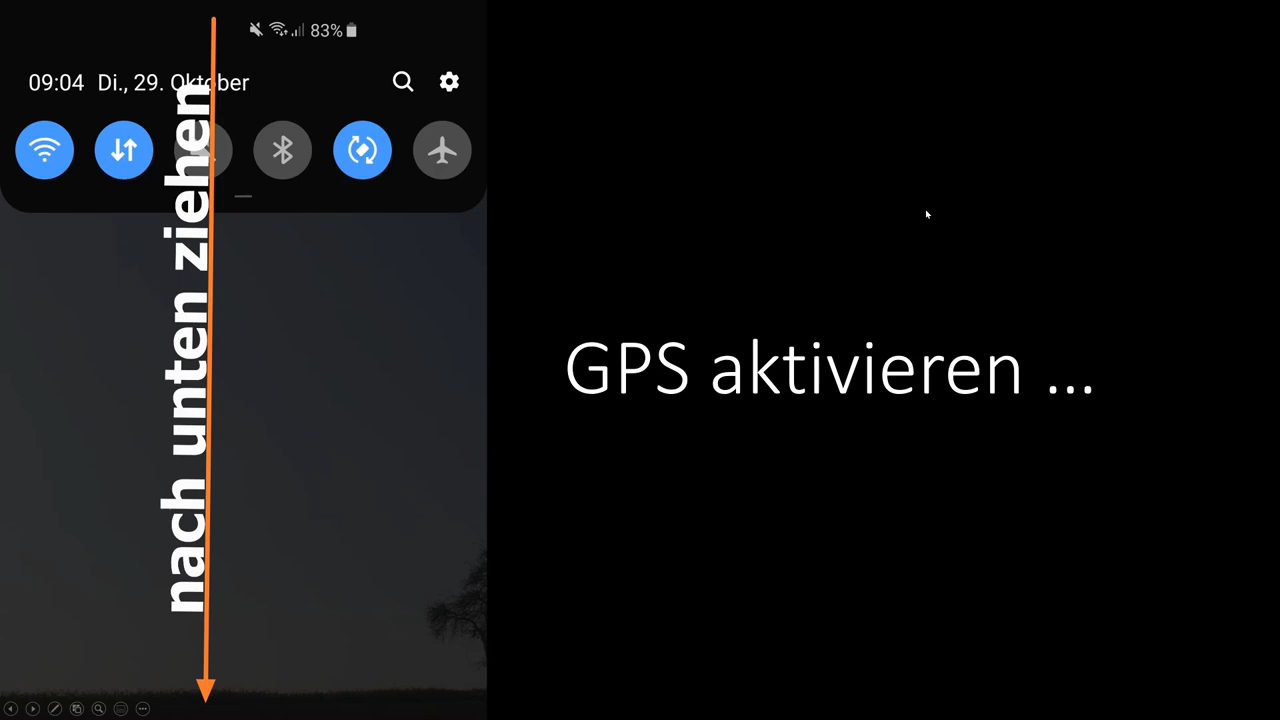 83%
09:04 Di., 29. Oktober
nach unten ziehen
GPS aktivieren ...